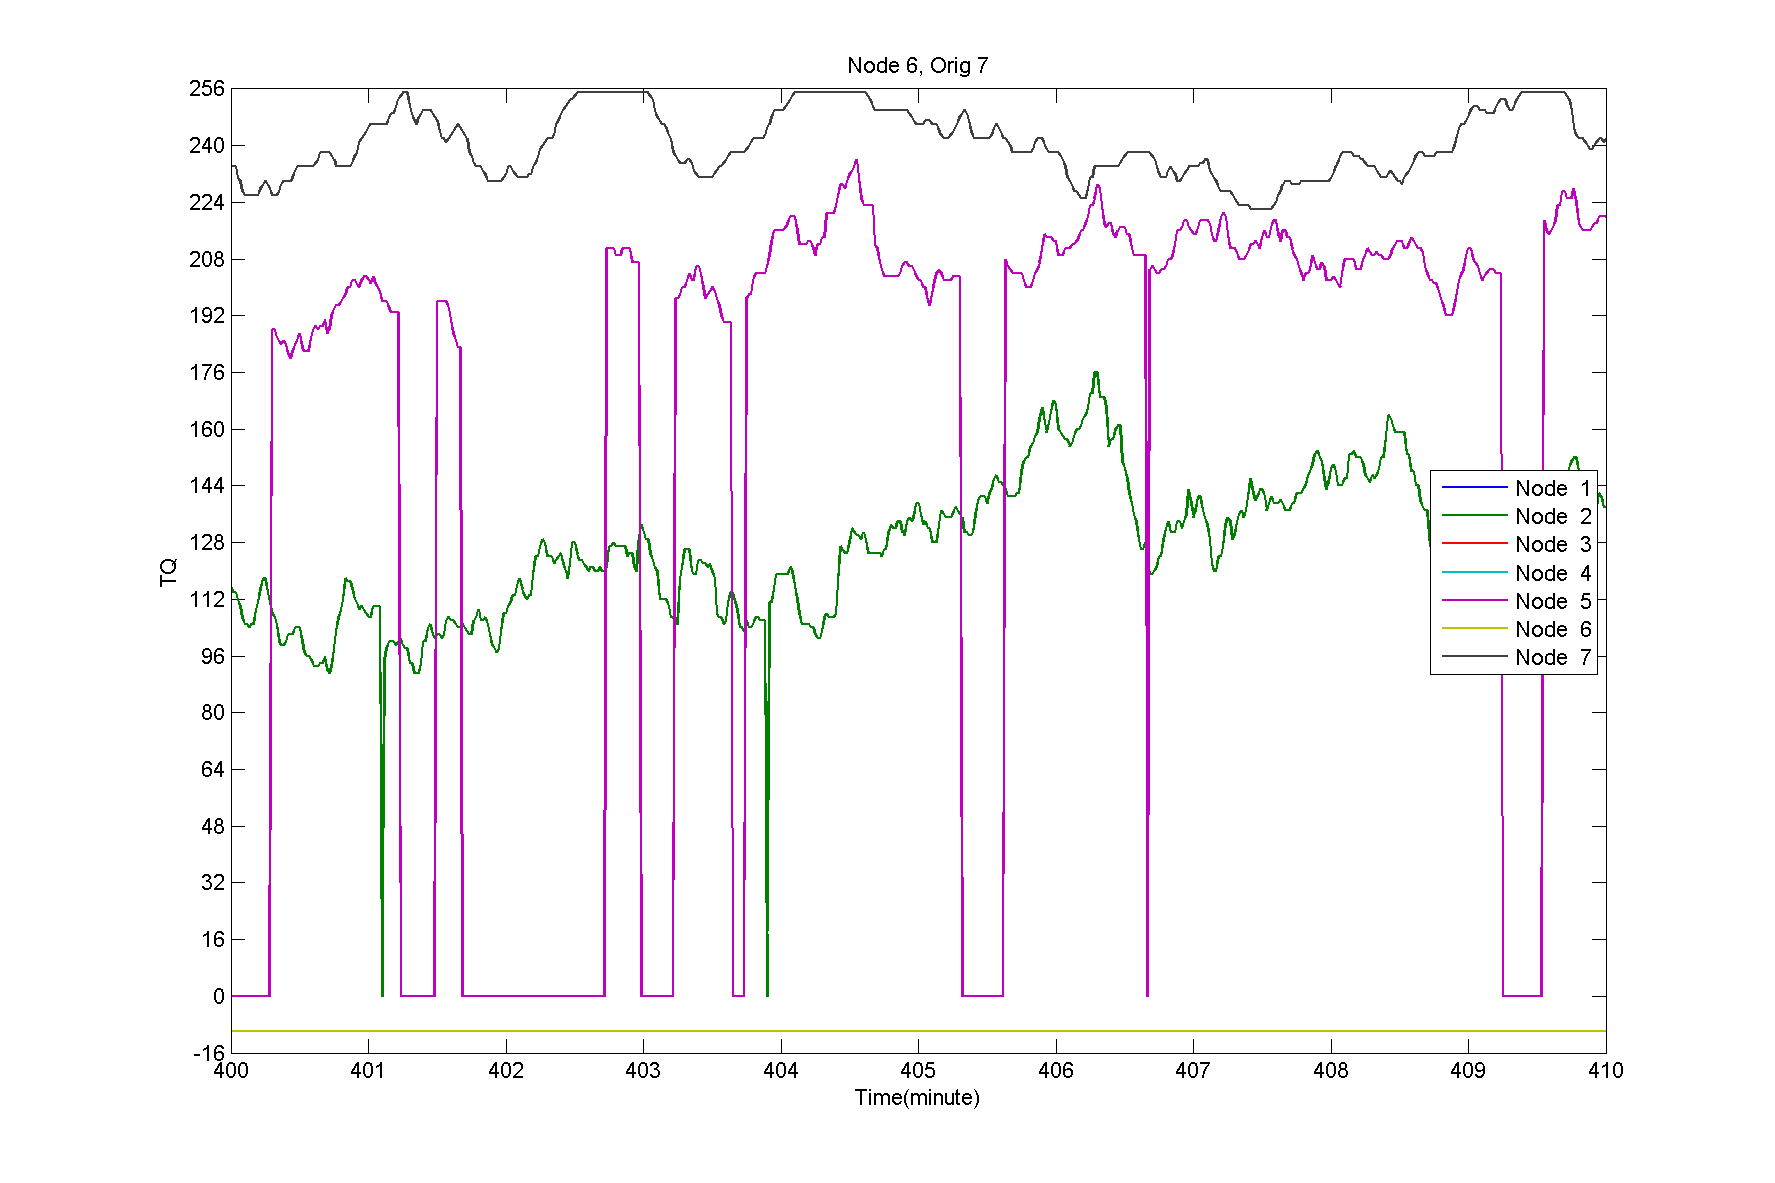 Node 6, Orig 7
256
240
224
208
192
176
160
144
128
112
96
80
64
48
32
16
0
-16
TQ
Node 1
Node 2
Node 3
Node 4
Node 5
Node 6
Node 7
400 401 402 403 404 405 406 407 408 409 410
Time(minute)